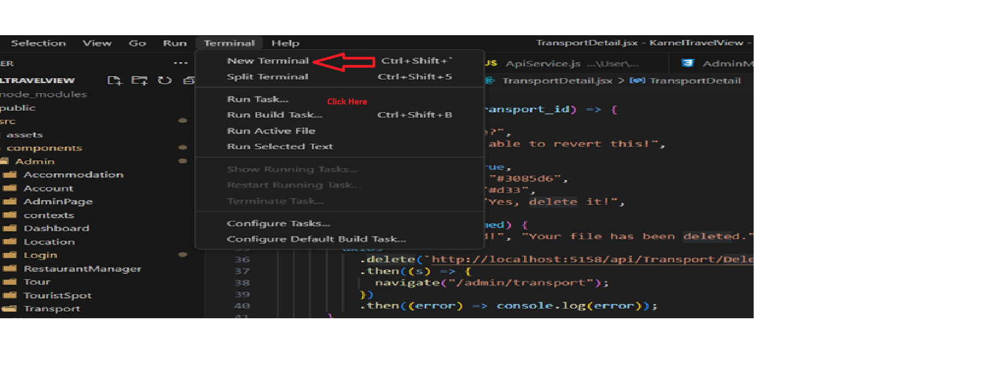 Selection View Go Run Terminal Help TransportDetail.jsx - KarnelTravelView -
ER ...
LTRAVELVIEW
node_modules
public
src
assets
components
Admin
Accommodation
Account
AdminPage
contexts
Dashboard
Location
Login
RestaurantManager
Tour
TouristSpot
Transport
New Terminal Ctrl+Shift+`
Split Terminal Ctrl+Shift+5
Run Task...
Click Here
Run Build Task... Ctrl+Shift+B
Run Active File
Run Selected Text
Show Running Tasks...
Restart Running Task...
Terminate Task...
Configure Tasks...
Configure Default Build Task...
JS ApiService.js ...\User\... AdminM
TransportDetail.jsx > TransportDetail
ransport_id) => {
e?",
able to revert this!",
rue,
"#3085d6",
"#d33",
"Yes, delete it!",
med) {
d!", "Your file has been deleted."
36 .delete(`http://localhost:5158/api/Transport/Dele
37 .then((s) => {
38 navigate("/admin/transport");
39 })
40 .then((error) => console.log(error));
41 }